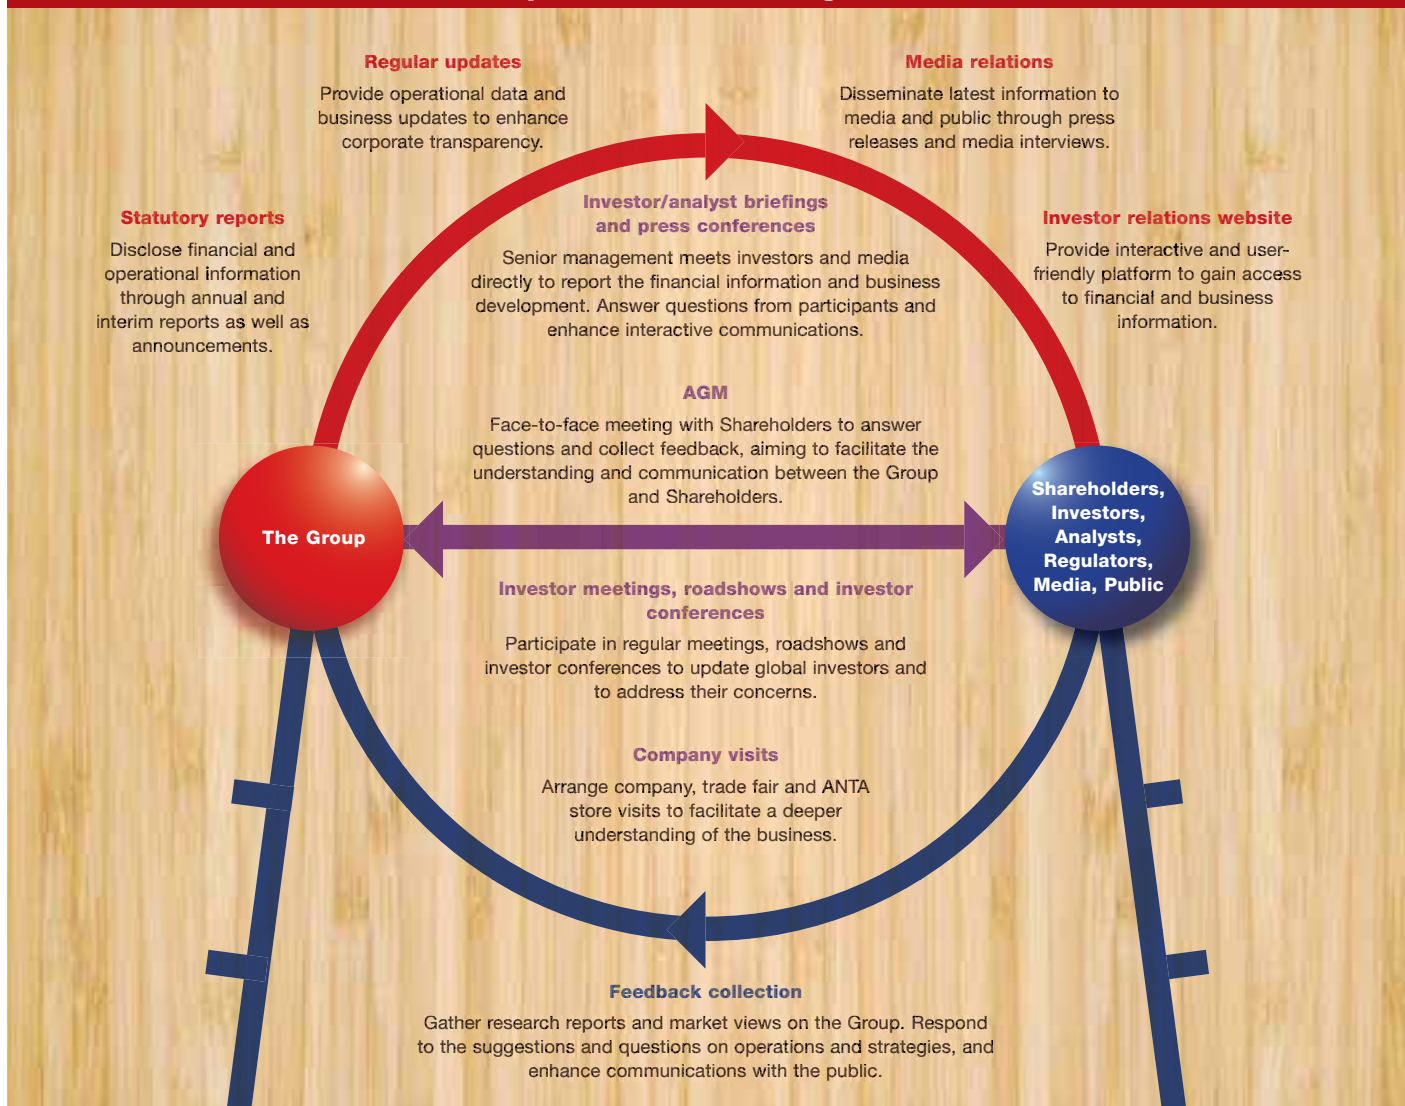 Regular updates
Provide operational data and
business updates to enhance
corporate transparency.
Media relations
Disseminate latest information to
media and public through press
releases and media interviews.
Statutory reports
Disclose financial and
operational information
through annual and
interim reports as well as
announcements.
Investor/analyst briefings
and press conferences
Senior management meets investors and media
directly to report the financial information and business
development. Answer questions from participants and
enhance interactive communications.
Investor relations website
Provide interactive and user-
friendly platform to gain access
to financial and business
information.
AGM
Face-to-face meeting with Shareholders to answer
questions and collect feedback, aiming to facilitate the
understanding and communication between the Group
and Shareholders.
The Group
Shareholders,
Investors,
Analysts,
Regulators,
Media, Public
Investor meetings, roadshows and investor
conferences
Participate in regular meetings, roadshows and
investor conferences to update global investors and
to address their concerns.
Company visits
Arrange company, trade fair and ANTA
store visits to facilitate a deeper
understanding of the business.
Feedback collection
Gather research reports and market views on the Group. Respond
to the suggestions and questions on operations and strategies, and
enhance communications with the public.